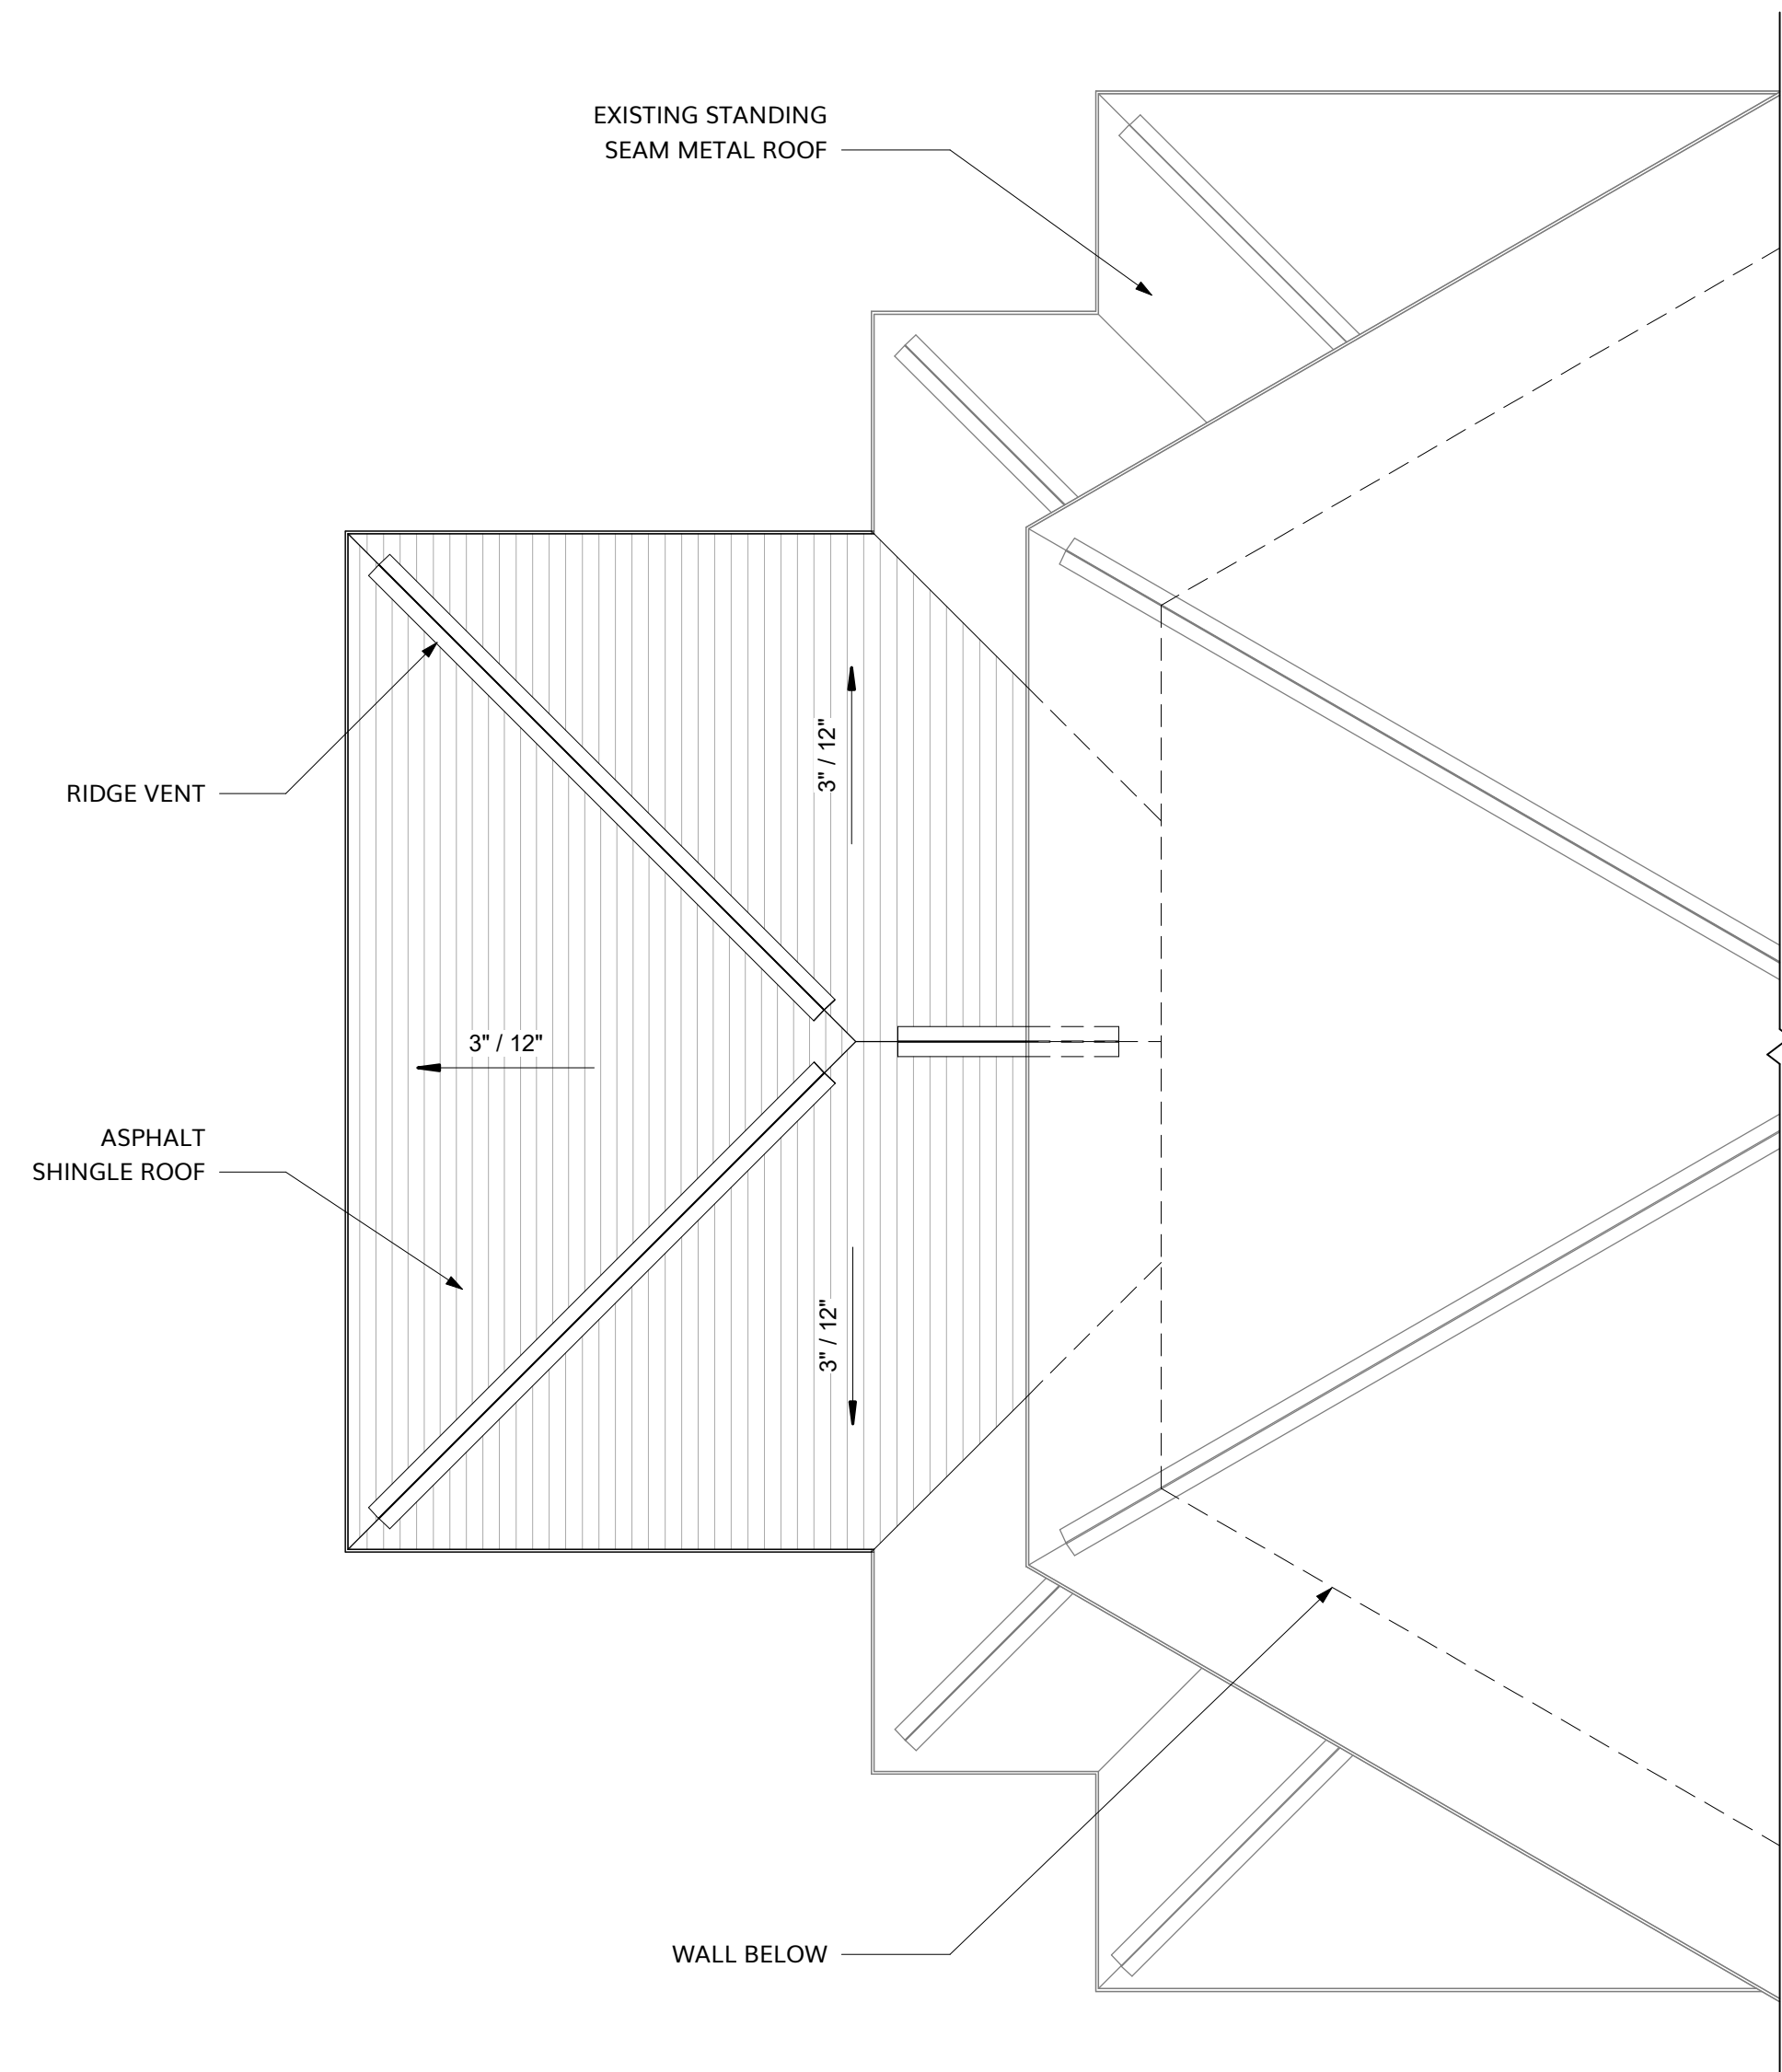 EXISTING STANDING
SEAM METAL ROOF
3" / 12"
RIDGE VENT
3" / 12"
ASPHALT
SHINGLE ROOF
3" / 12"
WALL BELOW